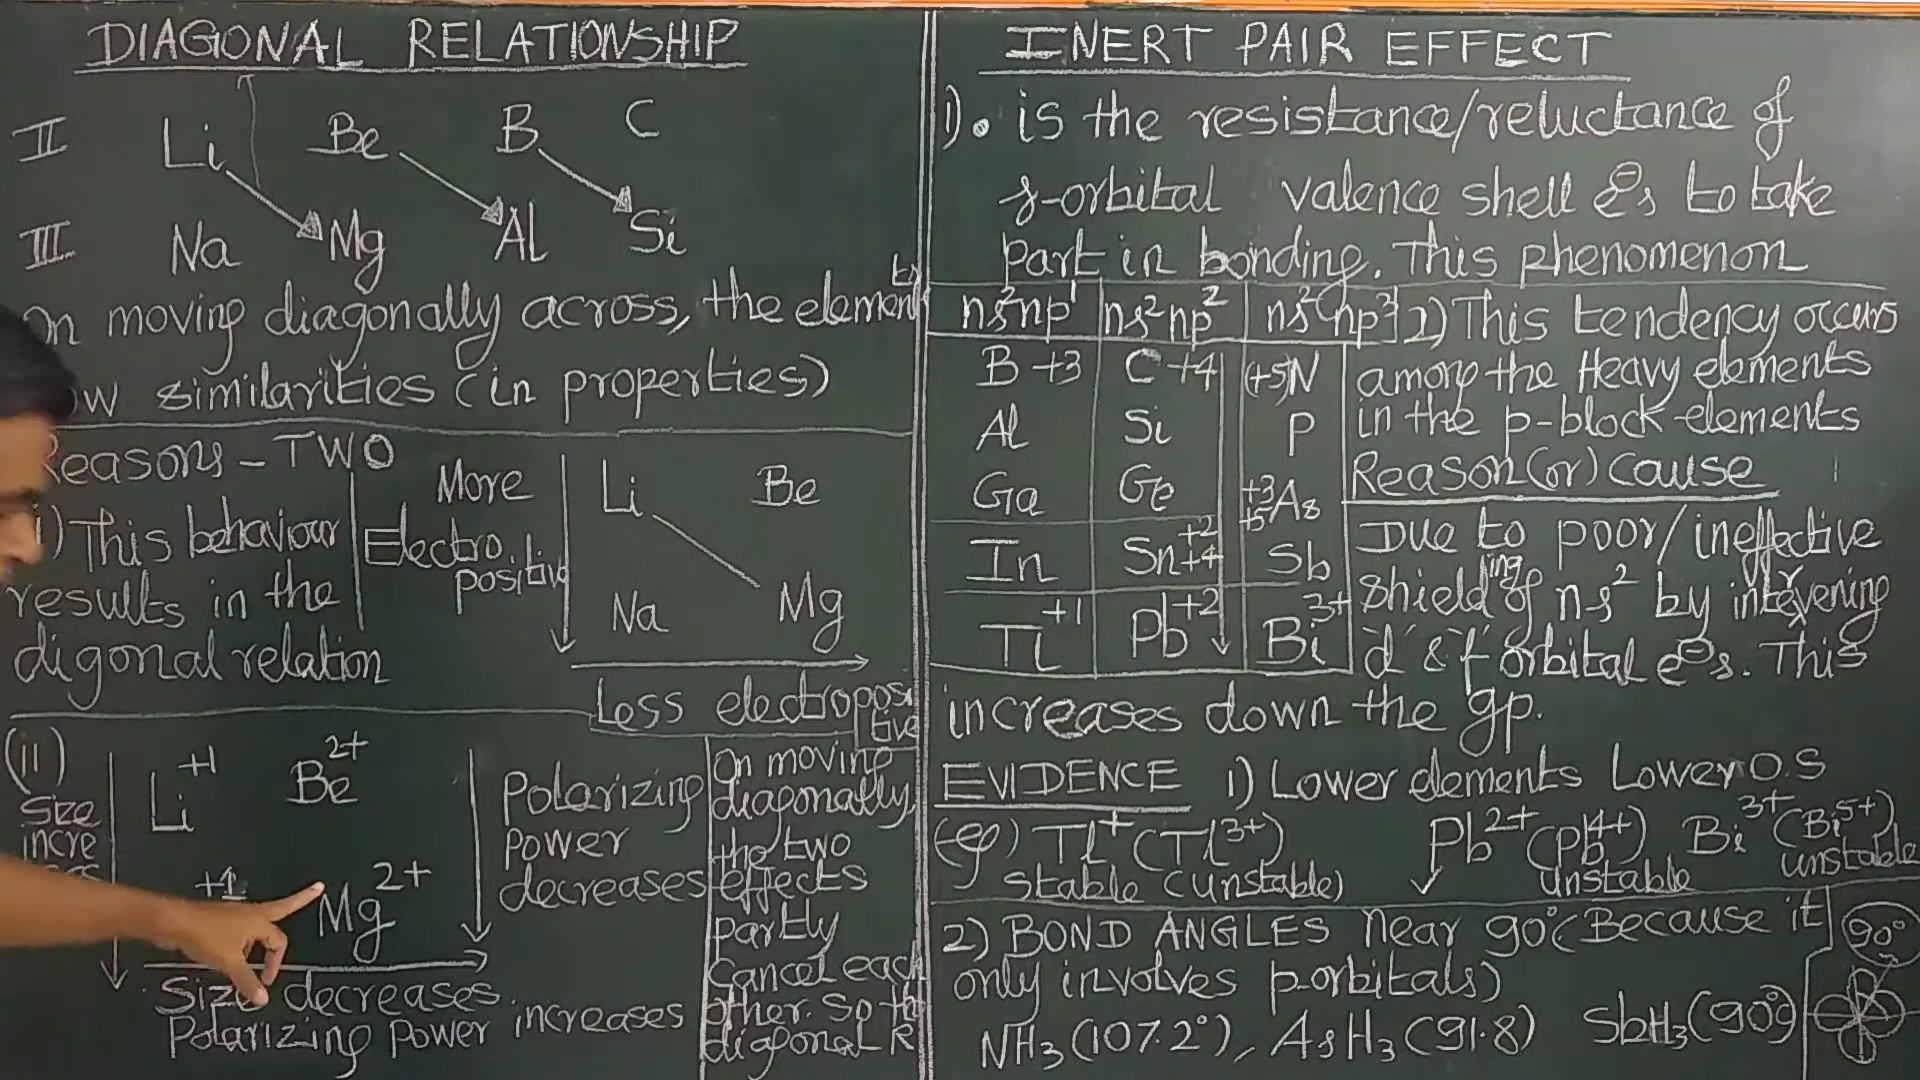 DIAGONAL RELATIONSHIP
II Li Be B C
III Na Mg Al Si
On moving diagonally across, the elements
similarities (in properties)
Reasons - TWO
i) This behaviour
results in the
digonal relation
More
Electro
positive
Li Be
Na Mg
Less electroposi
tive
(ii)
Size
incre
Li+1 Be2+
+1 Mg2+
Size decreases
Polarizing power increases
Polarizing
power
decreases
On moving
diagonally,
the two
effects
partly
Cancel each
other. So the
diagonal R
INERT PAIR EFFECT
1). is the resistance/reluctance of
s-orbital valence shell e⊖s to take
part in bonding. This phenomenon
ns²np¹ ns²np² ns²np³
B +3 C +4 (+5)N
Al Si P
Ga Ge +3 +5 As
In Sn +2 +4 Sb
Tl+1 Pb+2 Bi3+
2) This tendency occurs
among the Heavy elements
in the p-block elements
Reason (or) cause
Due to poor/ineffective
shielding of ns² by intervening
'd' & 'f' orbital e⊖s. This
increases down the gp.
EVIDENCE 1) Lower elements Lower O.S
(eg) Tl+ (Tl3+) Pb2+ (Pb4+) Bi3+ (Bi5+)
stable (unstable) unstable unstable
2) BOND ANGLES near 90° (Because it
only involves p-orbitals)
90°
NH₃ (107.2°), AsH₃ (91.8) SbH₃ (90°)